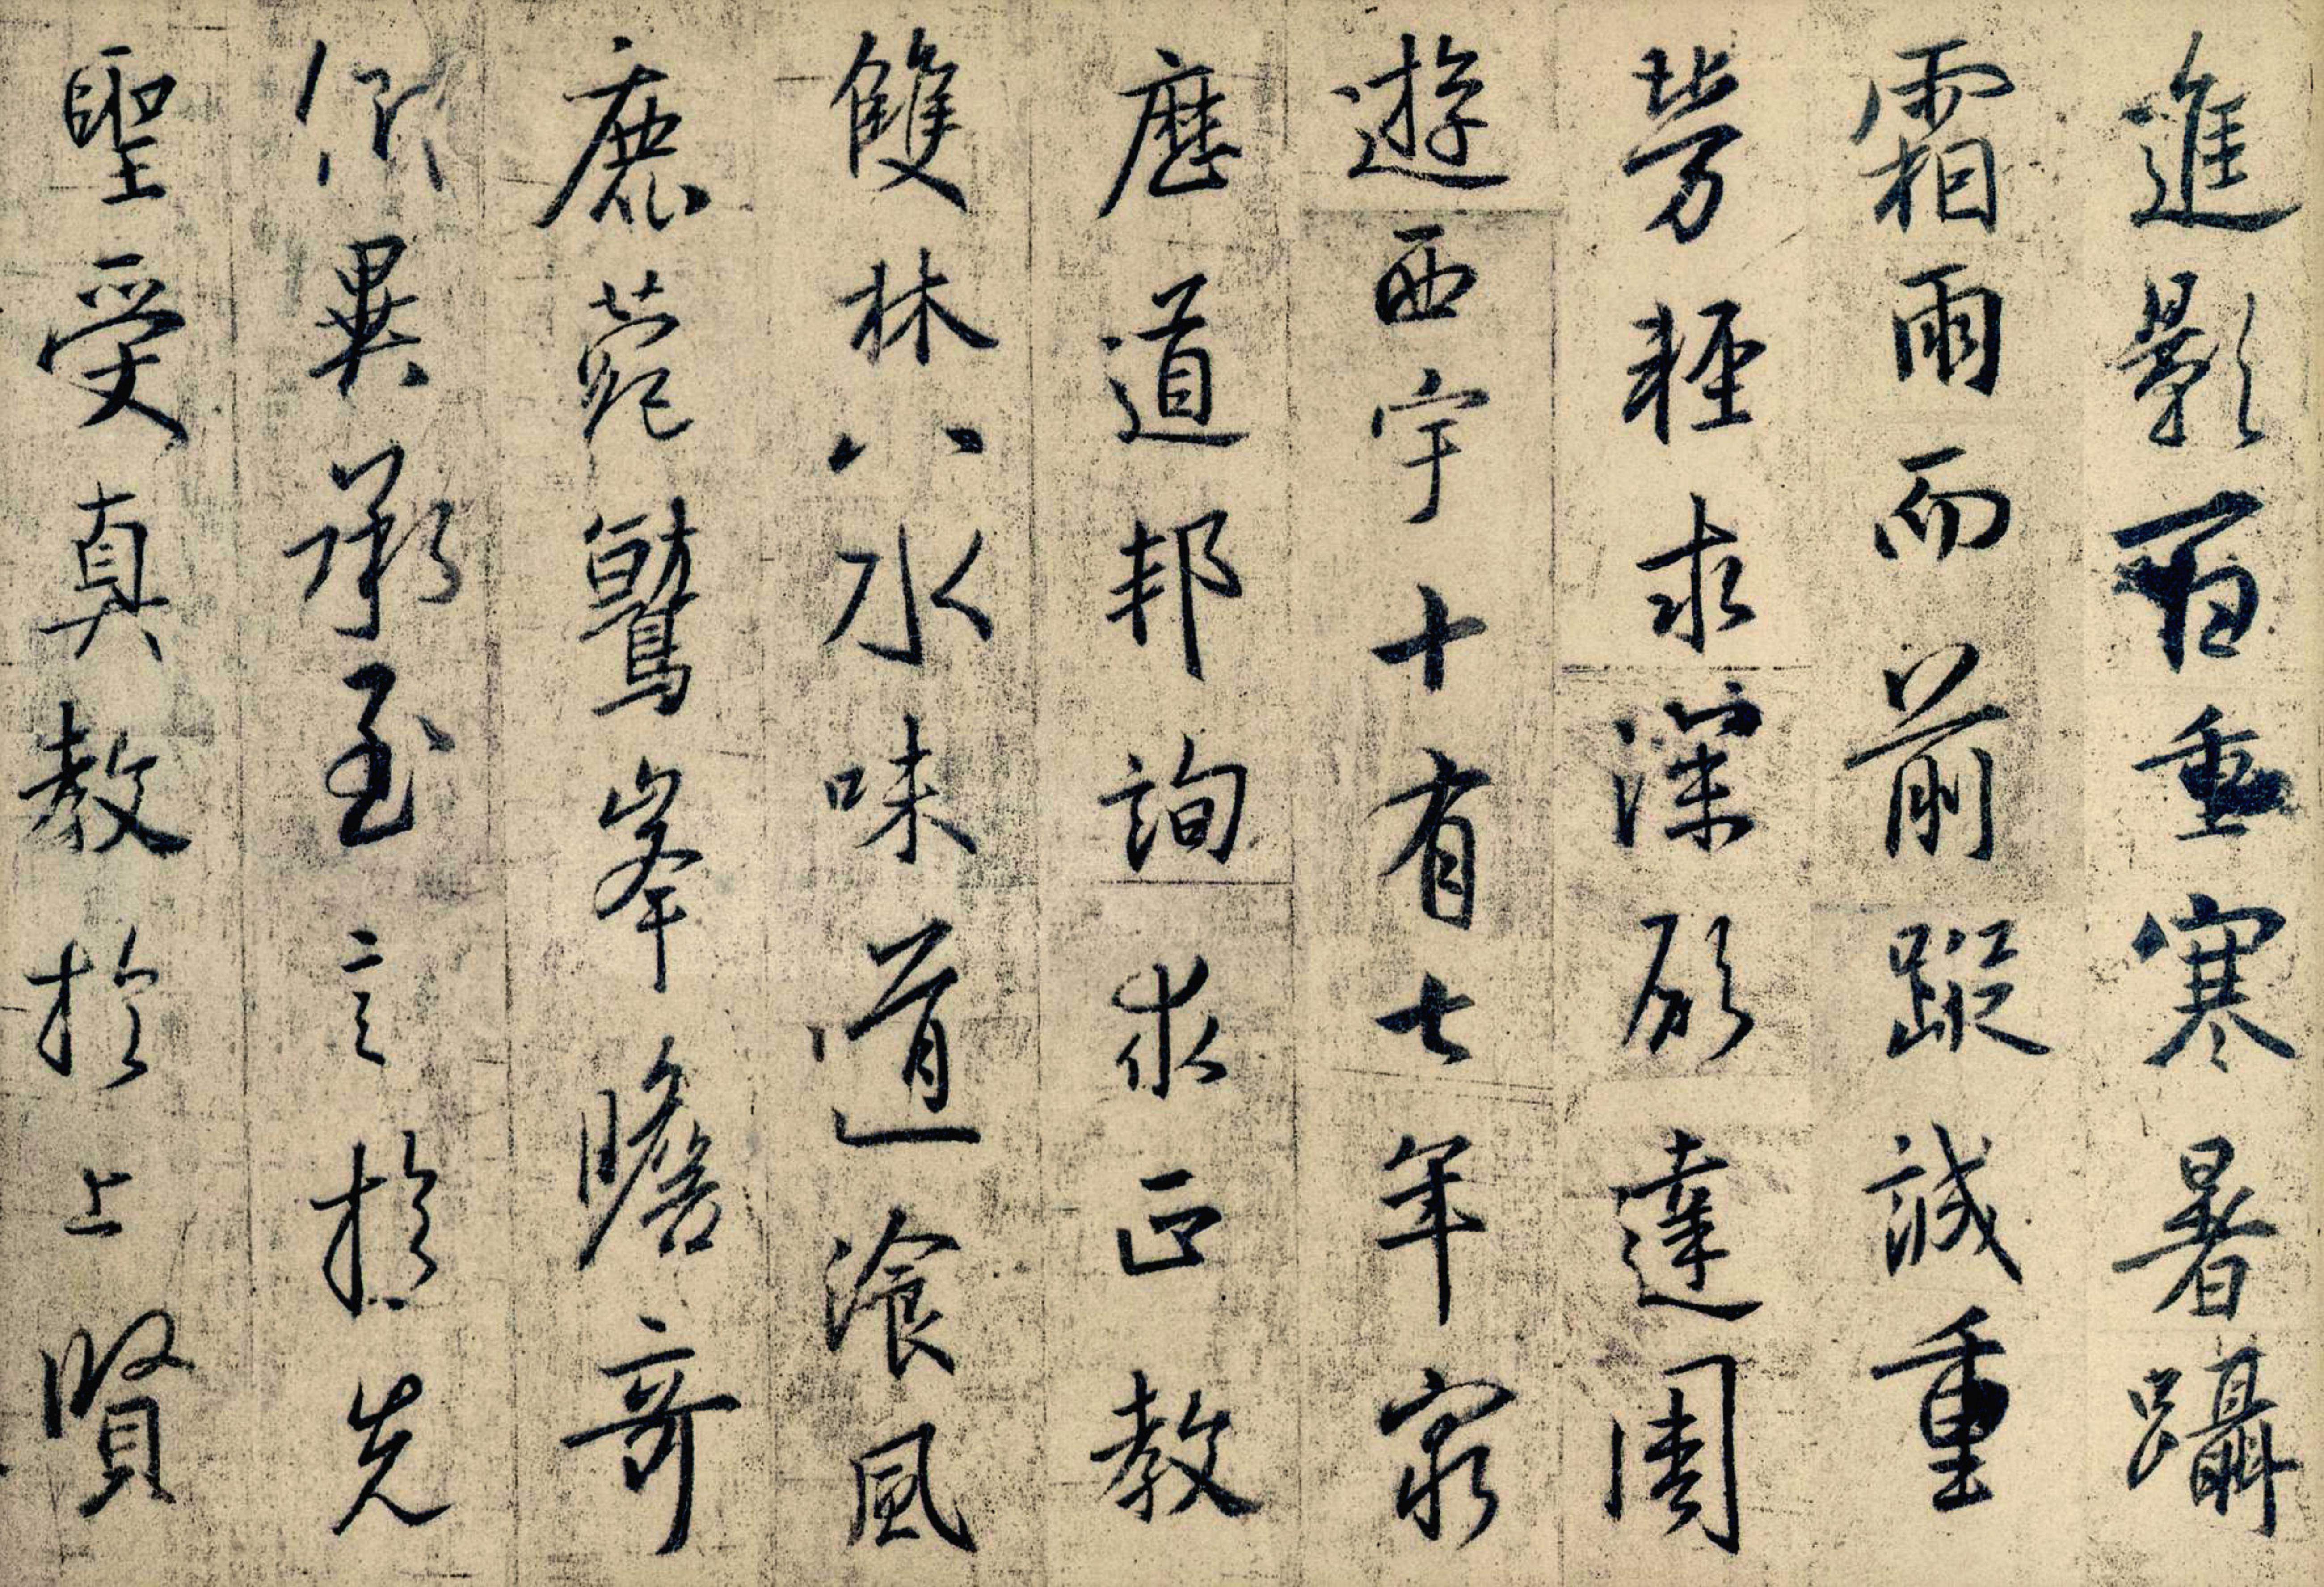 進影百重寒暑躡
霜雨而前蹤誠重
勞輕求深願達周
遊西宇十有七年窮
歷道邦詢求正教
雙林八水味道飡風
鹿菀鷲峯瞻奇
仰異承至言於先
聖受真教於上賢